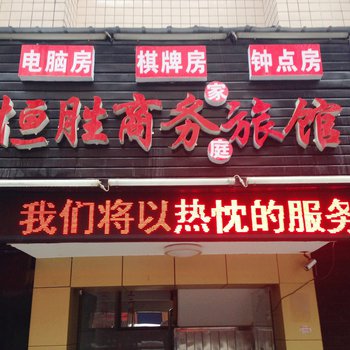 电脑房 棋牌房 钟点房
恒胜商务家庭旅馆
我们将以热忱的服务